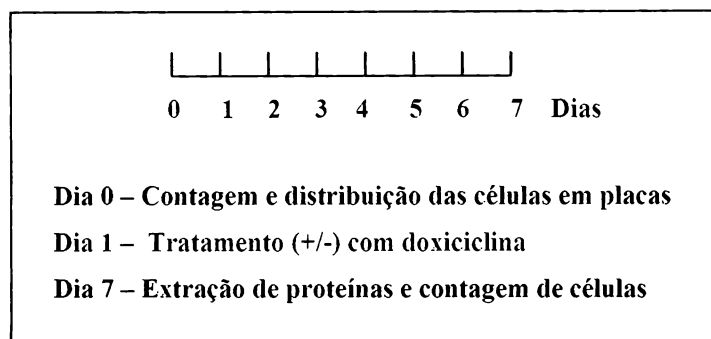 0 1 2 3 4 5 6 7 Dias
Dia 0 – Contagem e distribuição das células em placas
Dia 1 – Tratamento (+/-) com doxiciclina
Dia 7 – Extração de proteínas e contagem de células